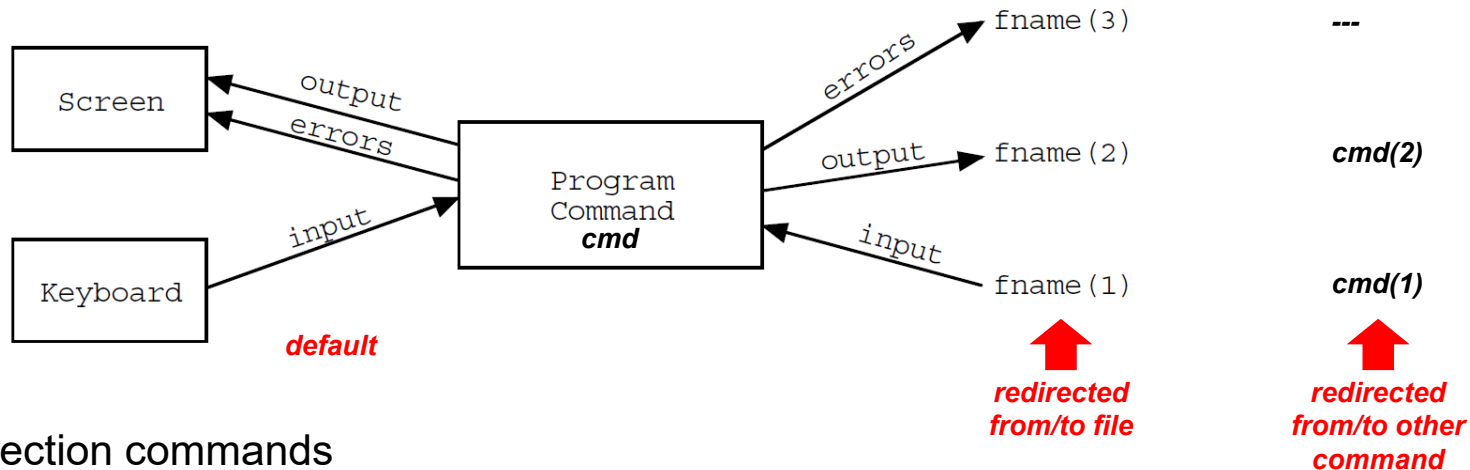 fname(3) ---
Screen
output
errors
errors
output
fname(2) cmd(2)
Program
Command
cmd
input
input
Keyboard
fname(1) cmd(1)
default
redirected
from/to file
redirected
from/to other
command
ection commands